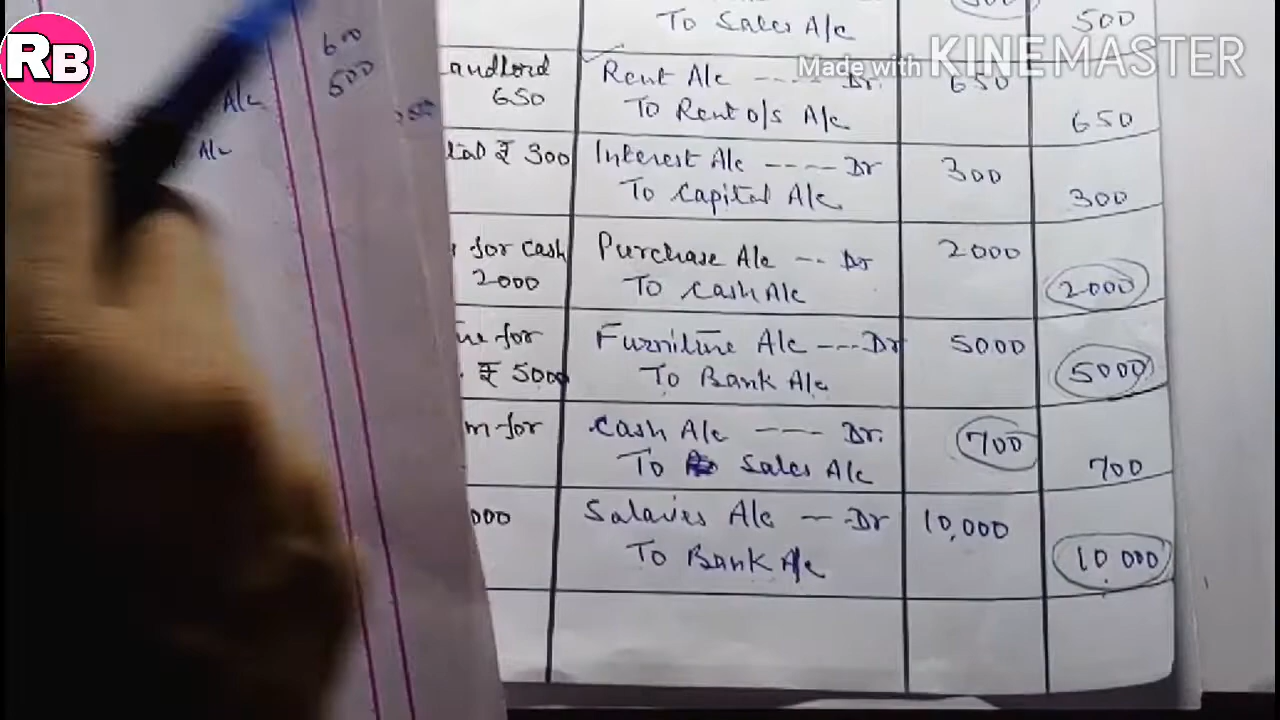 RB
Made with KINEMASTER
600
500
A/c
A/c
To Sales A/c 500
andlord Rent A/c ---- Dr. 650
650 To Rent o/s A/c 650
₹ 300 Interest A/c ---- Dr 300
To Capital A/c 300
for cash Purchase A/c -- Dr 2000
2000 To Cash A/c 2000
for Furniture A/c --- Dr 5000
₹ 5000 To Bank A/c 5000
m for Cash A/c --- Dr. 700
To Sales A/c 700
000 Salaries A/c -- Dr 10,000
To Bank A/c 10,000